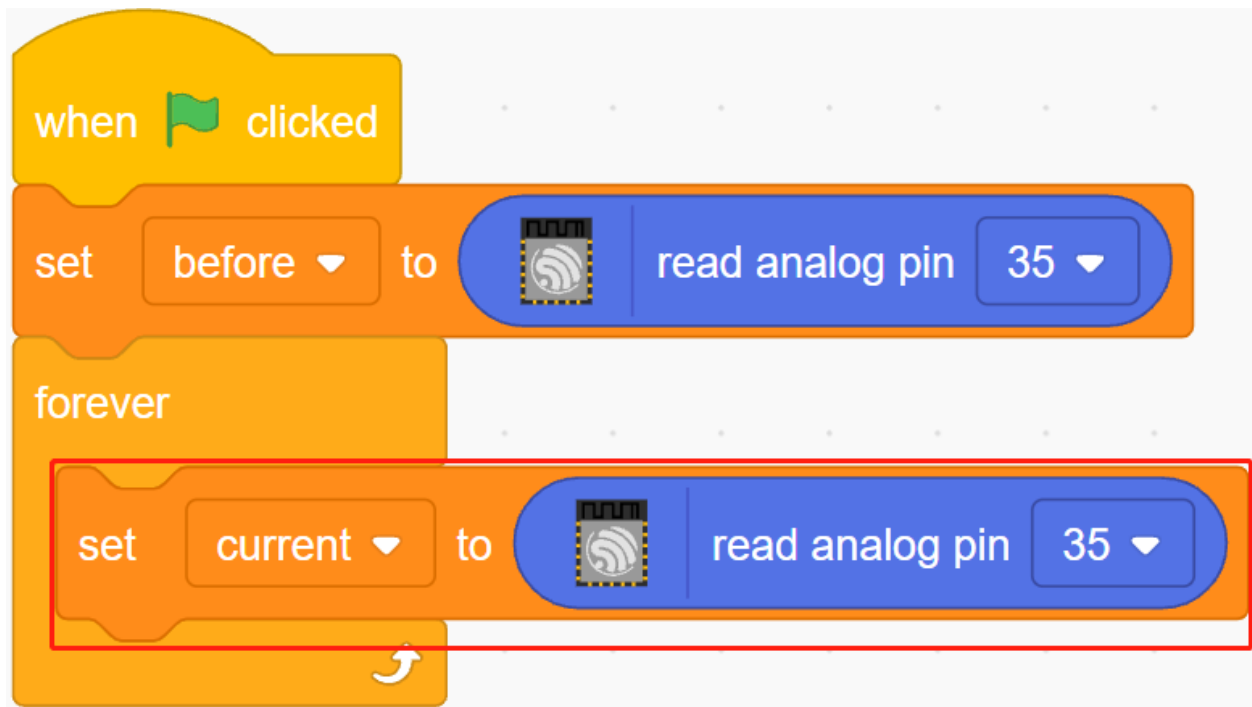 when clicked
set before to read analog pin 35
forever
set current to read analog pin 35